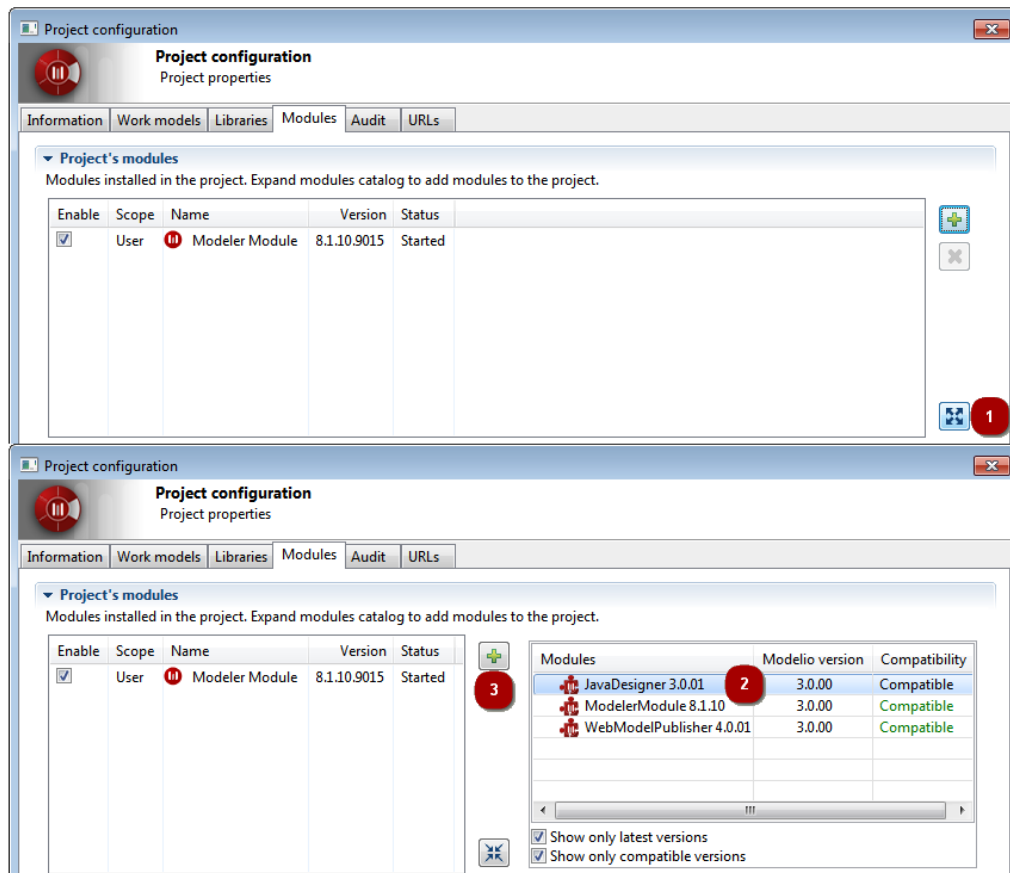 Project configuration
Project configuration
Project properties
Information Work models Libraries Modules Audit URLs
Project's modules
Modules installed in the project. Expand modules catalog to add modules to the project.
Enable Scope Name Version Status
User Modeler Module 8.1.10.9015 Started
1
Project configuration
Project configuration
Project properties
Information Work models Libraries Modules Audit URLs
Project's modules
Modules installed in the project. Expand modules catalog to add modules to the project.
Enable Scope Name Version Status
User Modeler Module 8.1.10.9015 Started
3
Modules Modelio version Compatibility
JavaDesigner 3.0.01 2 3.0.00 Compatible
ModelerModule 8.1.10 3.0.00 Compatible
WebModelPublisher 4.0.01 3.0.00 Compatible
Show only latest versions
Show only compatible versions